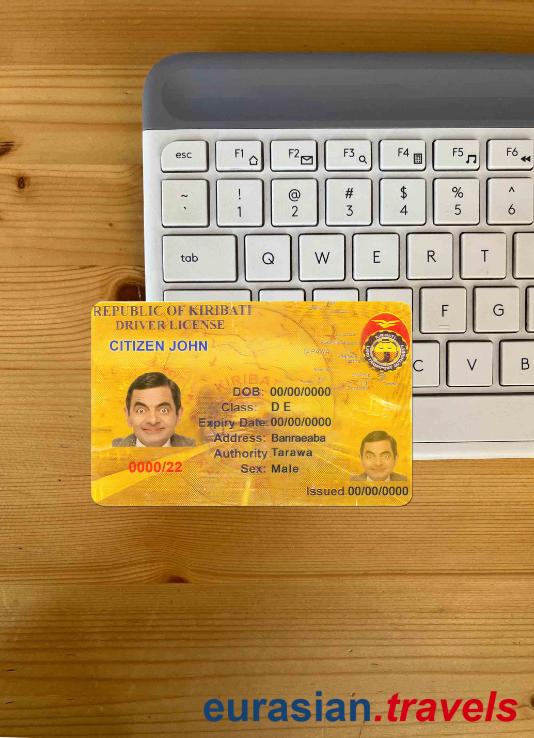 esc F1 F2 F3 F4 F5 F6
~ ! @ # $ % ^
` 1 2 3 4 5 6
tab Q W E R T
F G
C V B
REPUBLIC OF KIRIBATI
DRIVER LICENSE
CITIZEN JOHN
TARAWA
KIRIBA
DOB: 00/00/0000
Class: D E
Expiry Date: 00/00/0000
Address: Banraeaba
Authority Tarawa
0000/22
Sex: Male
Issued 00/00/0000
eurasian.travels